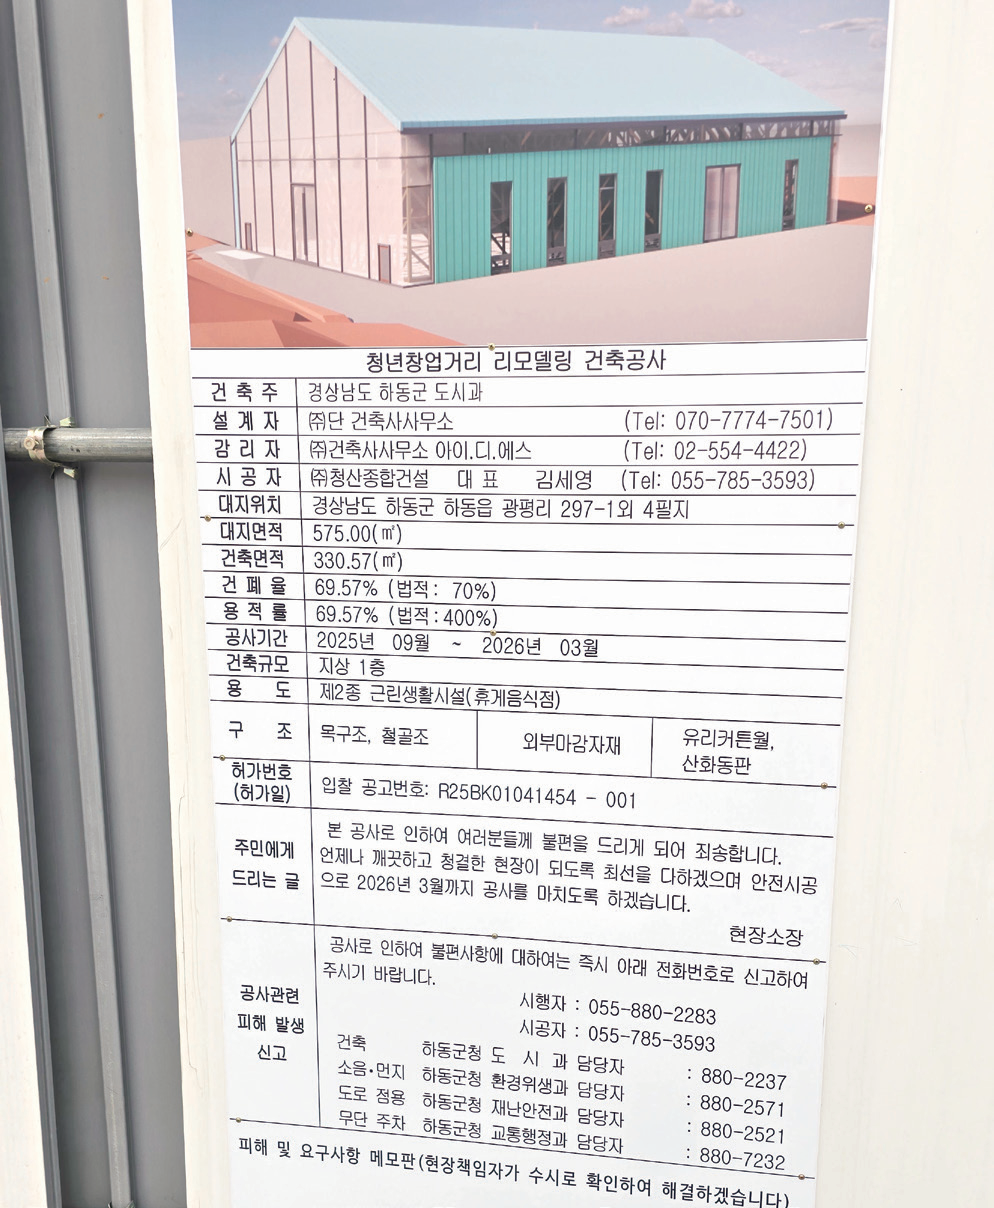 청년창업거리 리모델링 건축공사
건 축 주 경상남도 하동군 도시과
설 계 자 ㈜단 건축사사무소 (Tel: 070-7774-7501)
감 리 자 ㈜건축사사무소 아이.디.에스 (Tel: 02-554-4422)
시 공 자 ㈜청산종합건설 대 표 김세영 (Tel: 055-785-3593)
대지위치 경상남도 하동군 하동읍 광평리 297-1외 4필지
대지면적 575.00(㎡)
건축면적 330.57(㎡)
건 폐 율 69.57% (법적: 70%)
용 적 률 69.57% (법적:400%)
공사기간 2025년 09월 ~ 2026년 03월
건축규모 지상 1층
용 도 제2종 근린생활시설(휴게음식점)
구 조 목구조, 철골조 외부마감자재 유리커튼월,
산화동판
허가번호
(허가일) 입찰 공고번호: R25BK01041454 - 001
주민에게
드리는 글
본 공사로 인하여 여러분들께 불편을 드리게 되어 죄송합니다.
언제나 깨끗하고 청결한 현장이 되도록 최선을 다하겠으며 안전시공
으로 2026년 3월까지 공사를 마치도록 하겠습니다.
현장소장
공사관련
피해 발생
신고
공사로 인하여 불편사항에 대하여는 즉시 아래 전화번호로 신고하여
주시기 바랍니다.
시행자 : 055-880-2283
시공자 : 055-785-3593
건축 하동군청 도 시 과 담당자 : 880-2237
소음·먼지 하동군청 환경위생과 담당자 : 880-2571
도로 점용 하동군청 재난안전과 담당자 : 880-2521
무단 주차 하동군청 교통행정과 담당자 : 880-7232
피해 및 요구사항 메모판(현장책임자가 수시로 확인하여 해결하겠습니다)